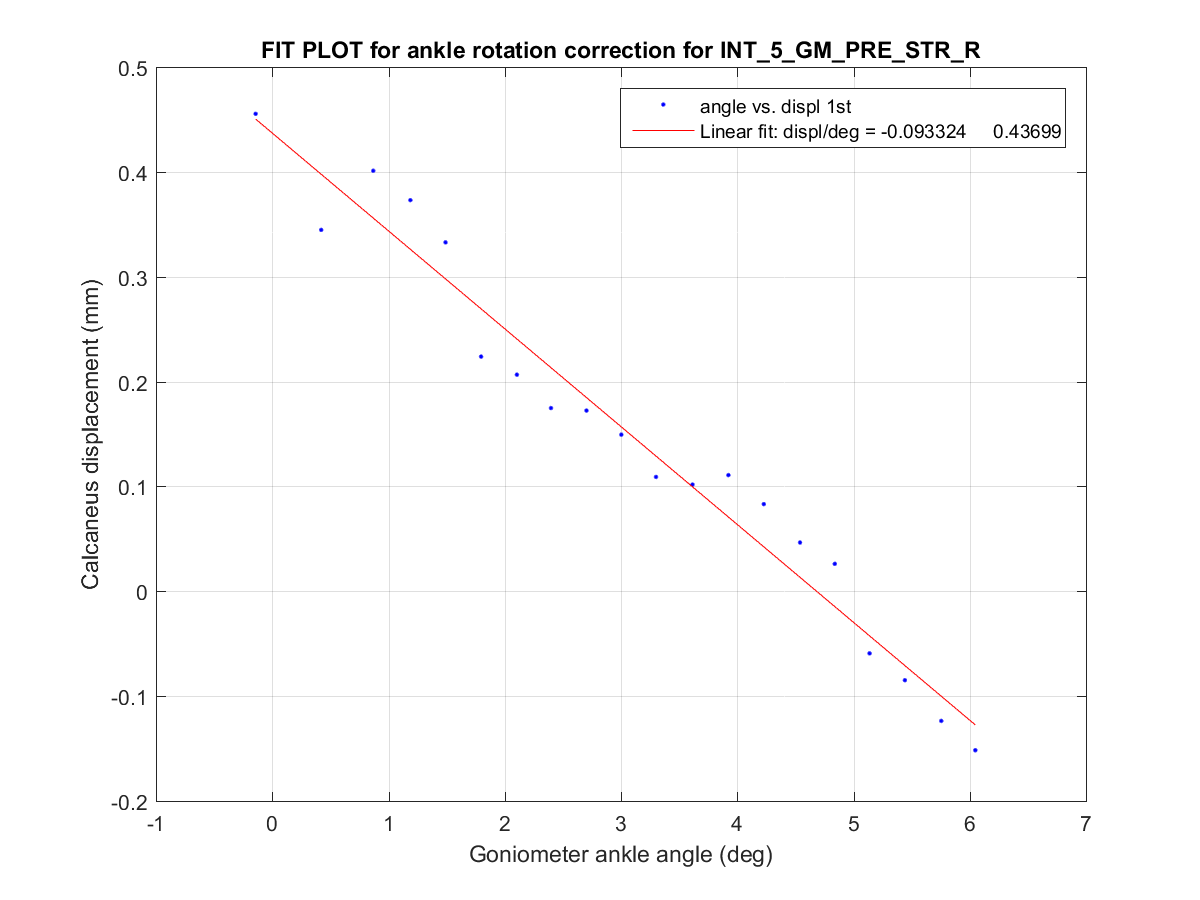 FIT PLOT for ankle rotation correction for INT_5_GM_PRE_STR_R
angle vs. displ 1st
Linear fit: displ/deg = -0.093324 0.43699
0.5
0.4
0.3
0.2
0.1
0
-0.1
-0.2
Calcaneus displacement (mm)
-1 0 1 2 3 4 5 6 7
Goniometer ankle angle (deg)